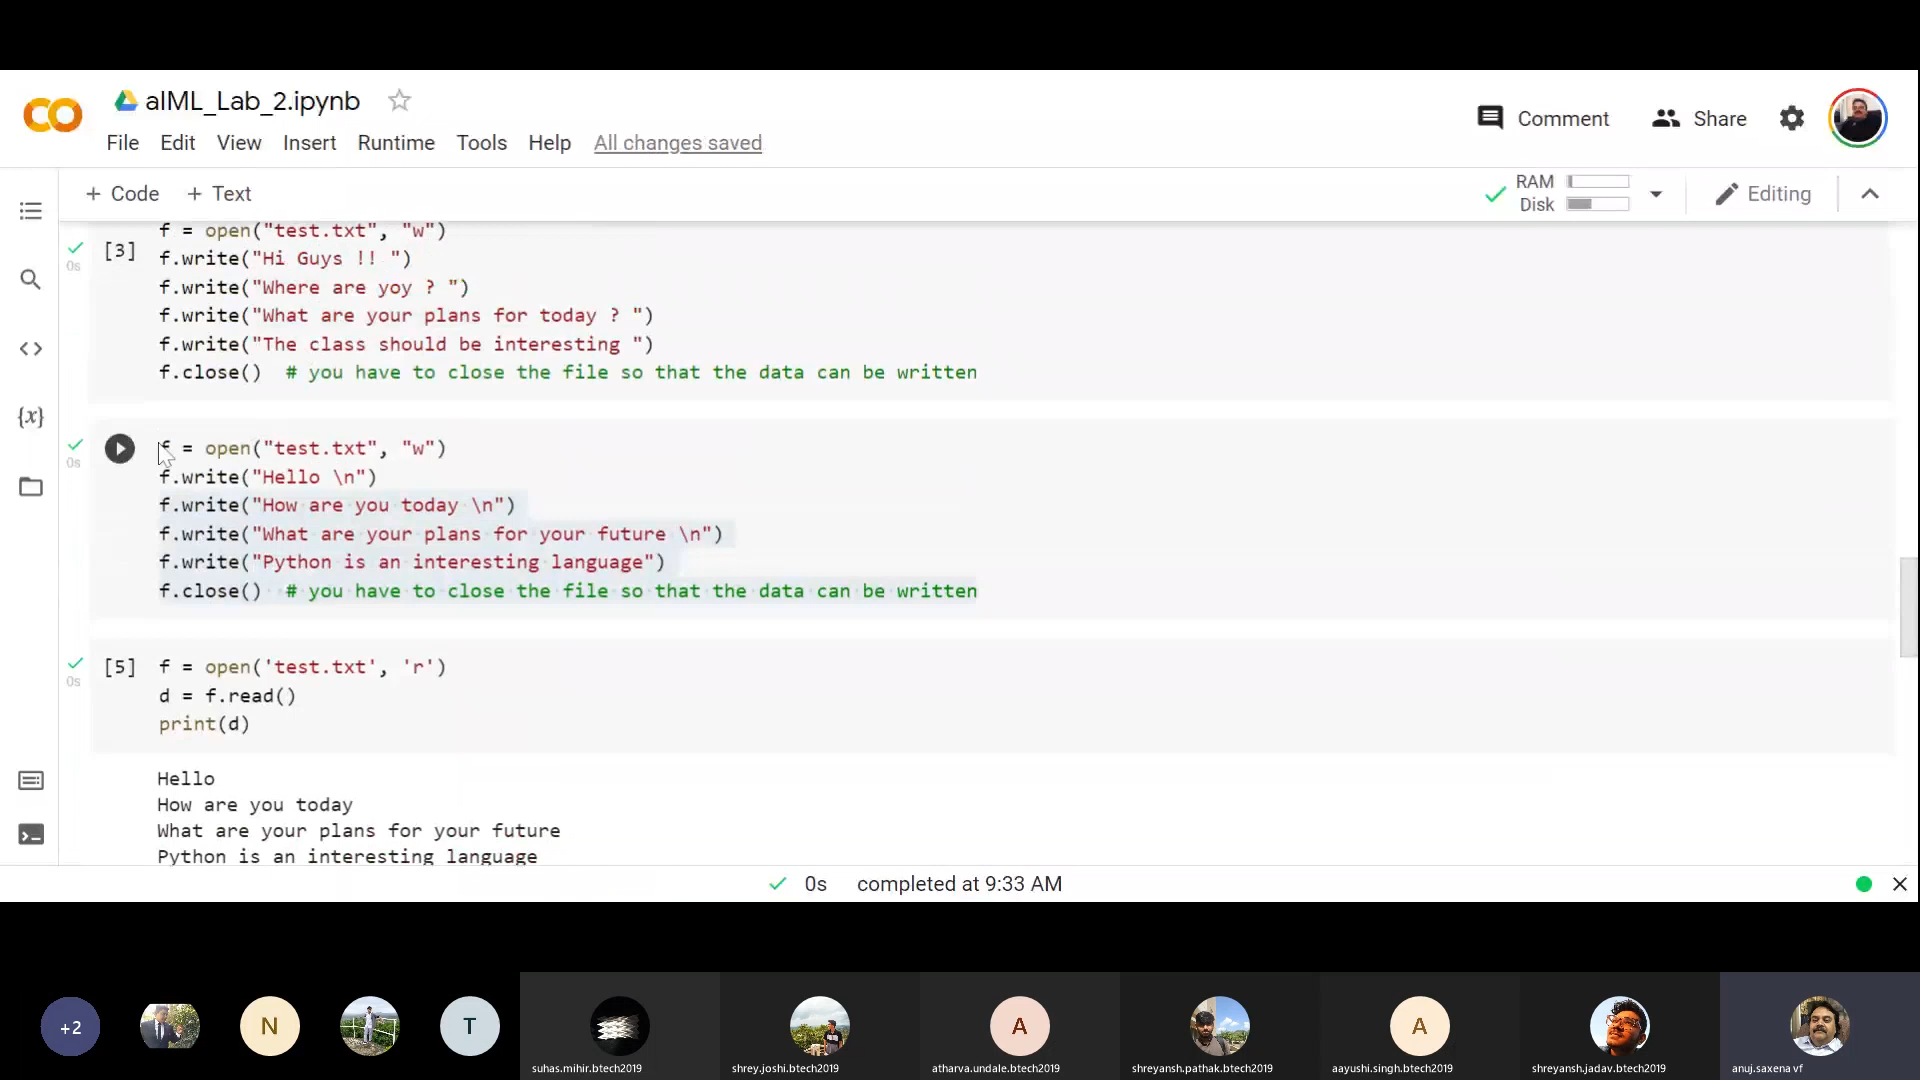 aIML_Lab_2.ipynb
Comment
Share
File Edit View Insert Runtime Tools Help All changes saved
+ Code + Text
RAM
Disk
Editing
f = open("test.txt", "w")
[3]
0s
f.write("Hi Guys !! ")
f.write("Where are yoy ? ")
f.write("What are your plans for today ? ")
f.write("The class should be interesting ")
f.close()  # you have to close the file so that the data can be written
{x}
0s
f = open("test.txt", "w")
f.write("Hello \n")
f.write("How are you today \n")
f.write("What are your plans for your future \n")
f.write("Python is an interesting language")
f.close()  # you have to close the file so that the data can be written
0s
[5] f = open('test.txt', 'r')
d = f.read()
print(d)
Hello
How are you today
What are your plans for your future
Python is an interesting language
0s completed at 9:33 AM
+2
N
T
A
A
suhas.mihir.btech2019
shrey.joshi.btech2019
atharva.undale.btech2019
shreyansh.pathak.btech2019
aayushi.singh.btech2019
shreyansh.jadav.btech2019
anuj.saxena vf